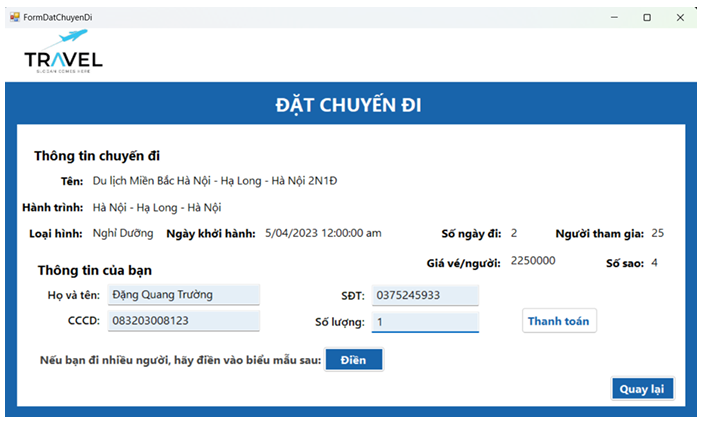 FormDatChuyenDi
TRAVEL
SLOGAN COMES HERE
ĐẶT CHUYẾN ĐI
Thông tin chuyến đi
Tên: Du lịch Miền Bắc Hà Nội - Hạ Long - Hà Nội 2N1Đ
Hành trình: Hà Nội - Hạ Long - Hà Nội
Loại hình: Nghỉ Dưỡng Ngày khởi hành: 5/04/2023 12:00:00 am Số ngày đi: 2 Người tham gia: 25
Giá vé/người: 2250000 Số sao: 4
Thông tin của bạn
Họ và tên: Đặng Quang Trường SĐT: 0375245933
CCCD: 083203008123 Số lượng: 1 Thanh toán
Nếu bạn đi nhiều người, hãy điền vào biểu mẫu sau: Điền
Quay lại